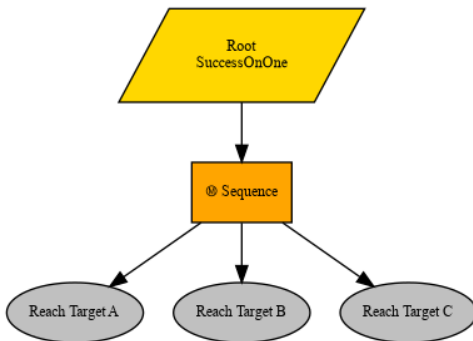 Root
SuccessOnOne
Ⓜ Sequence
Reach Target A
Reach Target B
Reach Target C